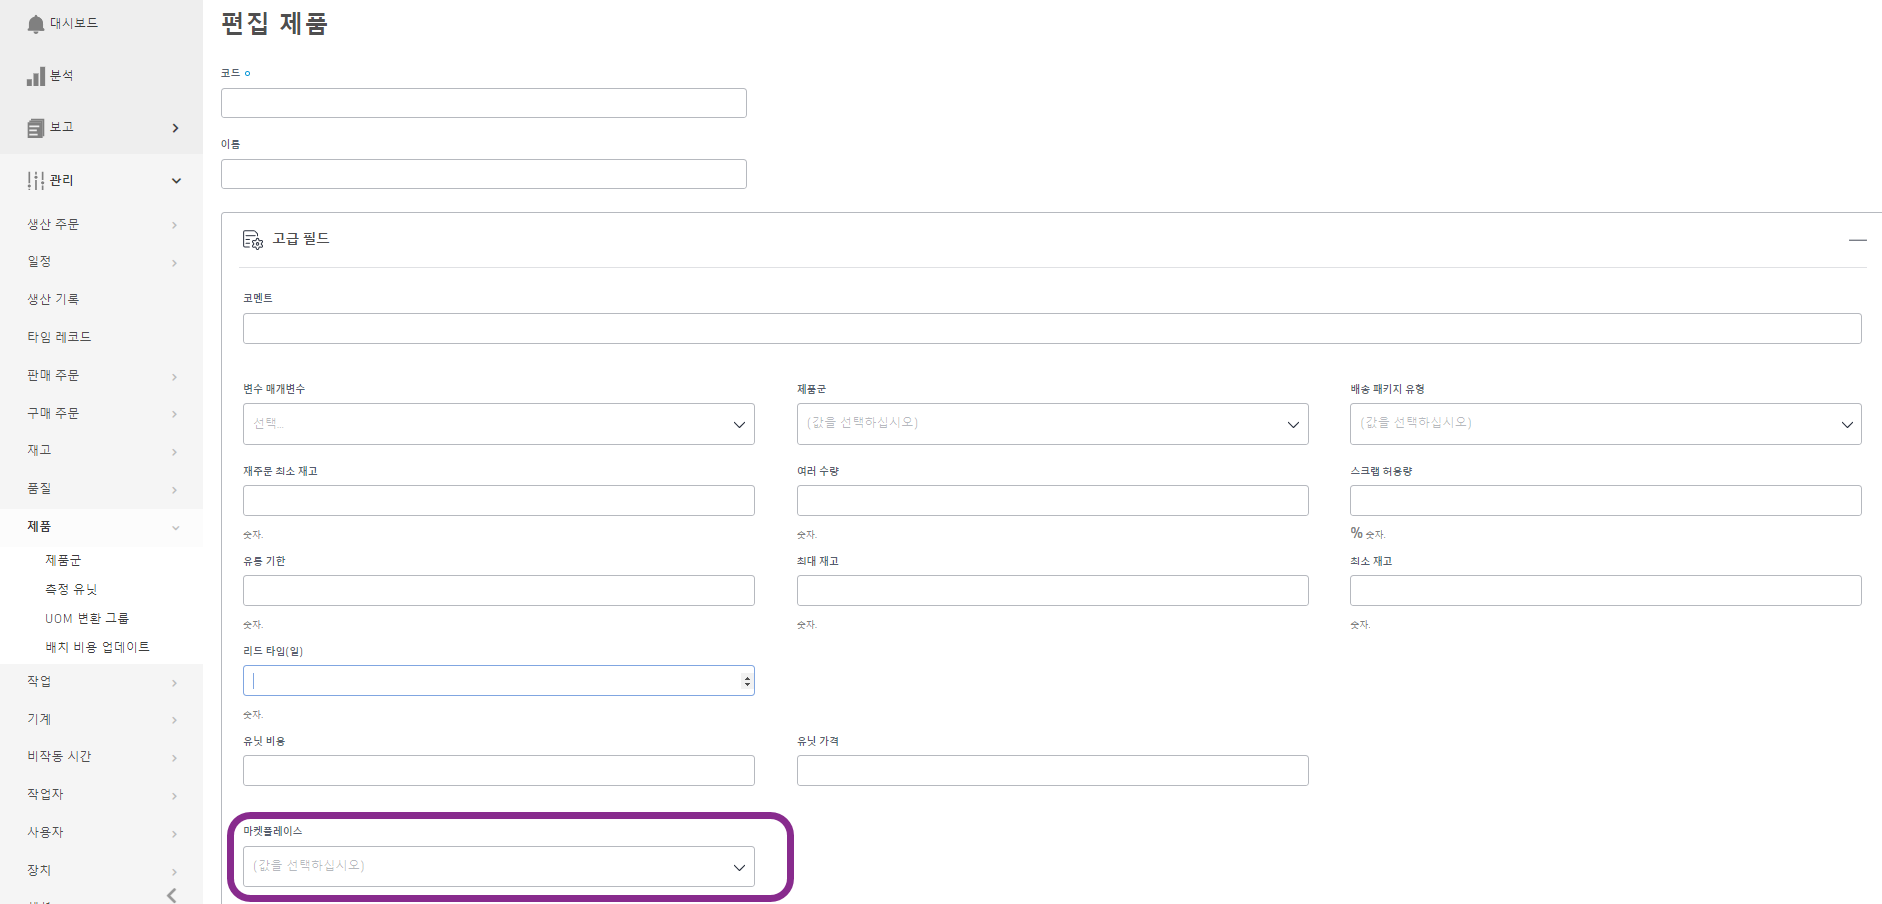 대시보드
분석
보고
관리
생산 주문
일정
생산 기록
타임 레코드
판매 주문
구매 주문
재고
품질
제품
제품군
측정 유닛
UOM 변환 그룹
배치 비용 업데이트
작업
기계
비작동 시간
작업자
사용자
장치
편집 제품
코드
이름
고급 필드
코멘트
변수 매개변수
제품군
배송 패키지 유형
선택...
(값을 선택하십시오)
(값을 선택하십시오)
재주문 최소 재고
여러 수량
스크랩 허용량
숫자.
숫자.
% 숫자.
유통 기한
최대 재고
최소 재고
숫자.
숫자.
숫자.
리드 타임(일)
숫자.
유닛 비용
유닛 가격
마켓플레이스
(값을 선택하십시오)